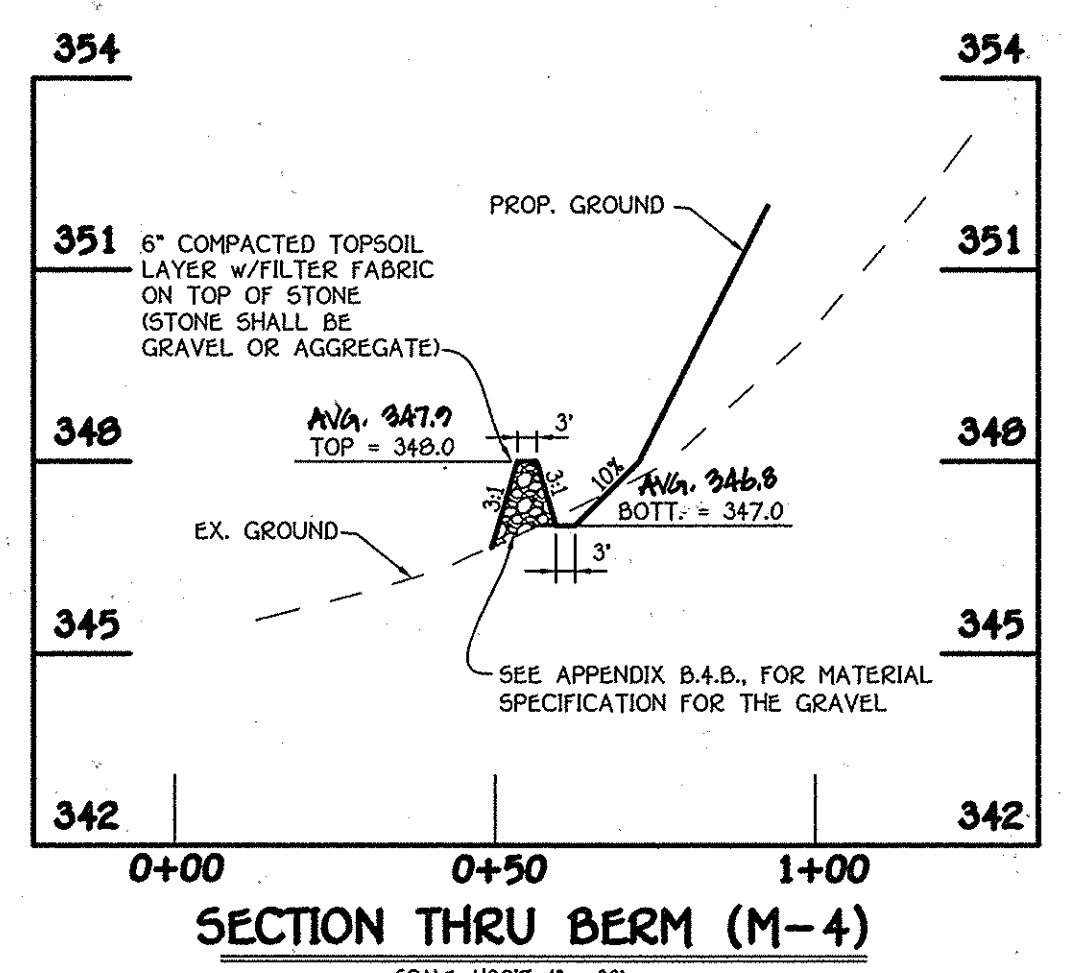 354
354
PROP. GROUND
351
351
6" COMPACTED TOPSOIL
LAYER W/FILTER FABRIC
ON TOP OF STONE
(STONE SHALL BE
GRAVEL OR AGGREGATE)
AVG. 347.9
TOP = 348.0
3'
348
348
3:1
3:1
10%
AVG. 346.8
BOTT. = 347.0
EX. GROUND
3'
345
345
SEE APPENDIX B.4.B., FOR MATERIAL
SPECIFICATION FOR THE GRAVEL
342
342
0+00
0+50
1+00
SECTION THRU BERM (M-4)